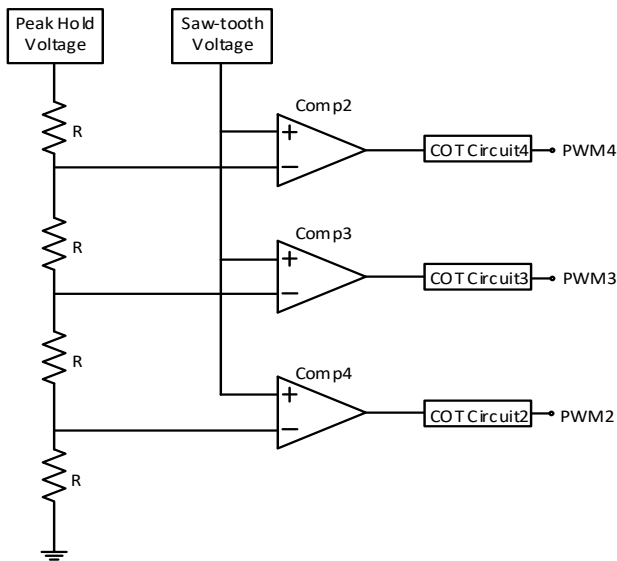 Peak Hold
Voltage
Saw-tooth
Voltage
Comp2
R
+
−
COT Circuit4
PWM4
Comp3
R
+
−
COT Circuit3
PWM3
R
Comp4
+
−
COT Circuit2
PWM2
R